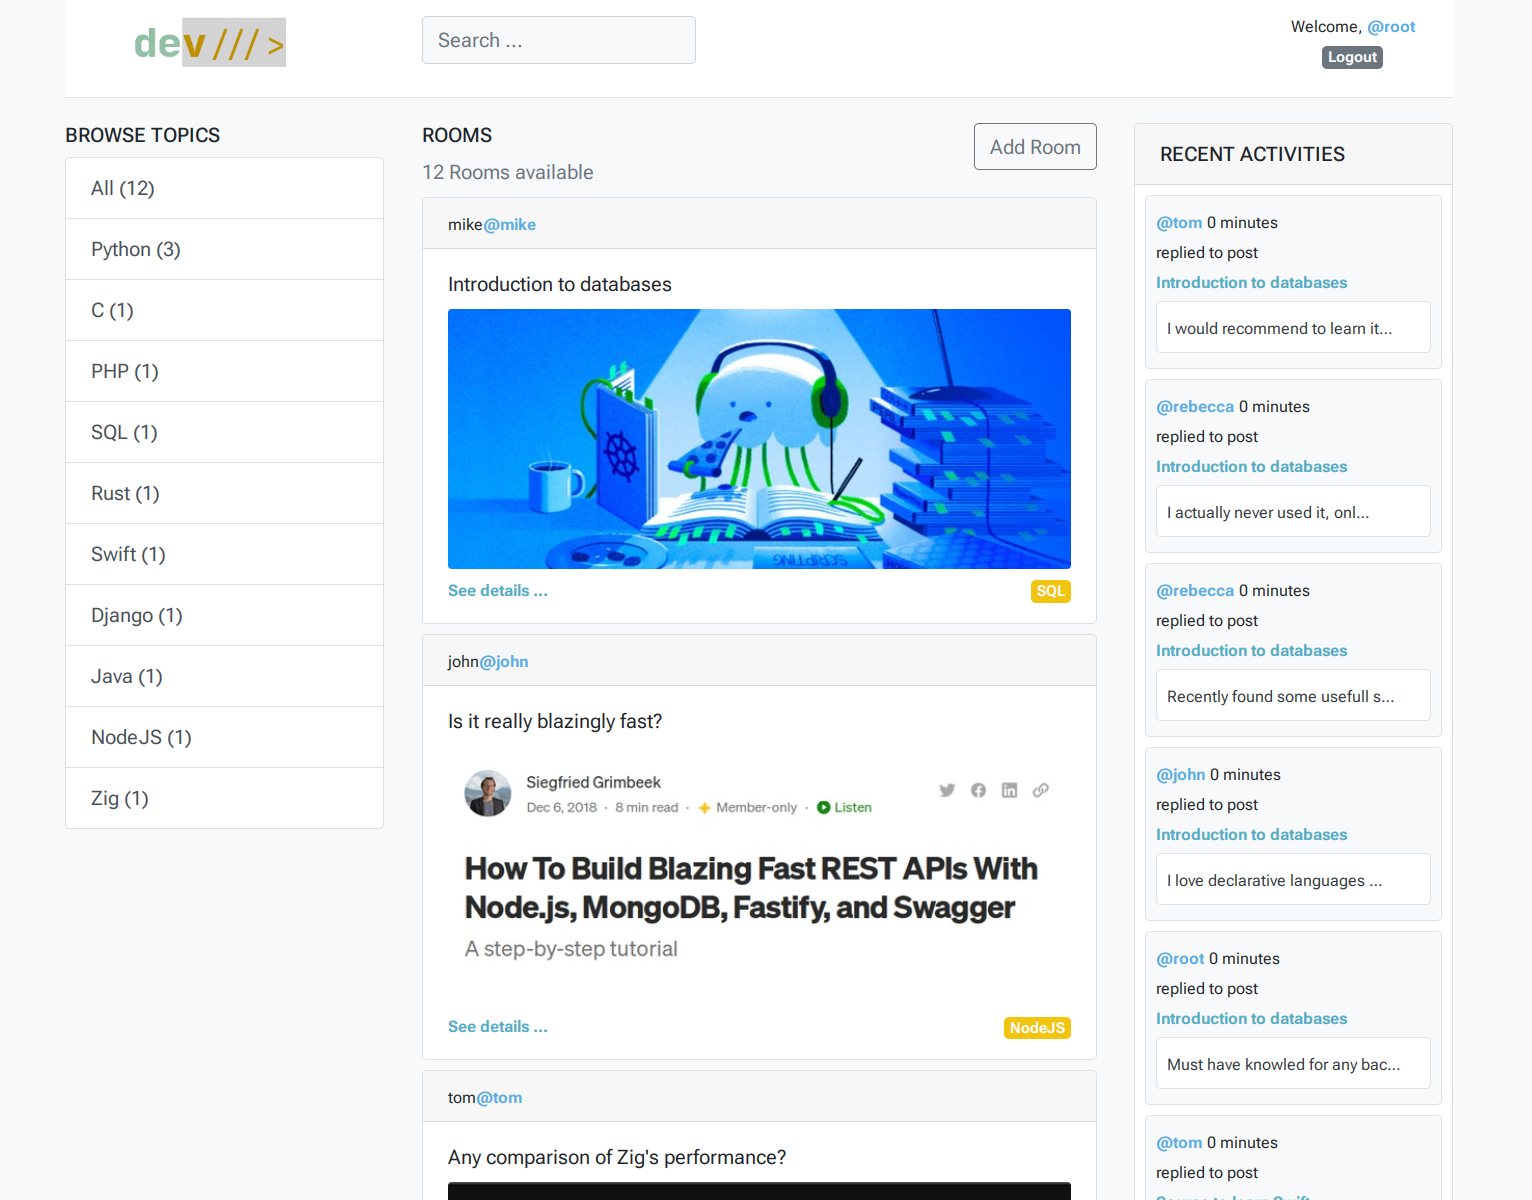 dev /// >
Search ...
Welcome, @root
Logout
BROWSE TOPICS
All (12)
Python (3)
C (1)
PHP (1)
SQL (1)
Rust (1)
Swift (1)
Django (1)
Java (1)
NodeJS (1)
Zig (1)
ROOMS
12 Rooms available
Add Room
mike@mike
Introduction to databases
SCRIPTING
See details ...
SQL
john@john
Is it really blazingly fast?
Siegfried Grimbeek
Dec 6, 2018 · 8 min read · Member-only · Listen
How To Build Blazing Fast REST APIs With
Node.js, MongoDB, Fastify, and Swagger
A step-by-step tutorial
See details ...
NodeJS
tom@tom
Any comparison of Zig's performance?
RECENT ACTIVITIES
@tom 0 minutes
replied to post
Introduction to databases
I would recommend to learn it...
@rebecca 0 minutes
replied to post
Introduction to databases
I actually never used it, onl...
@rebecca 0 minutes
replied to post
Introduction to databases
Recently found some usefull s...
@john 0 minutes
replied to post
Introduction to databases
I love declarative languages ...
@root 0 minutes
replied to post
Introduction to databases
Must have knowled for any bac...
@tom 0 minutes
replied to post